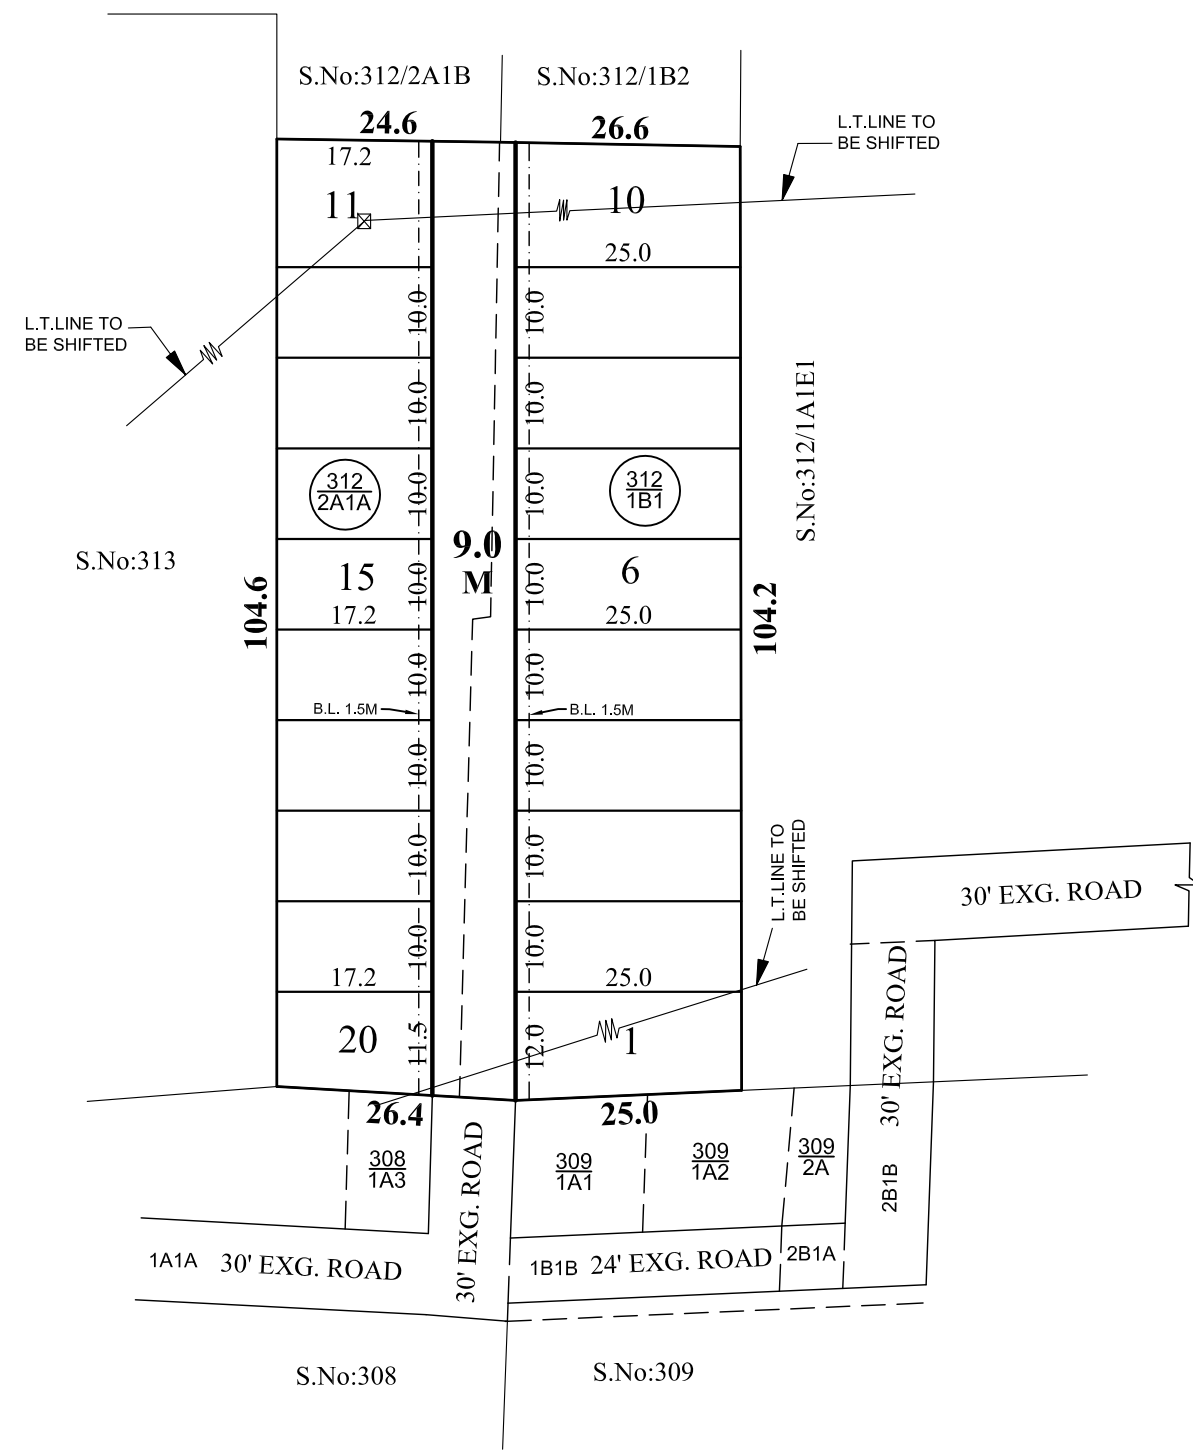 S.No:312/2A1B
S.No:312/1B2
24.6
26.6
L.T.LINE TO
BE SHIFTED
17.2
11
10
25.0
L.T.LINE TO
BE SHIFTED
10.0
10.0
10.0
10.0
S.No:312/1A1E1
312
2A1A
10.0
10.0
312
1B1
S.No:313
9.0
M
15
10.0
10.0
6
17.2
25.0
104.6
104.2
10.0
10.0
B.L. 1.5M
B.L. 1.5M
10.0
10.0
10.0
10.0
L.T.LINE TO
BE SHIFTED
30' EXG. ROAD
10.0
10.0
17.2
25.0
20
11.5
12.0
1
30' EXG. ROAD
26.4
25.0
308
1A3
30' EXG. ROAD
309
1A1
309
1A2
309
2A
2B1B
1A1A
30' EXG. ROAD
1B1B
24' EXG. ROAD
2B1A
S.No:308
S.No:309